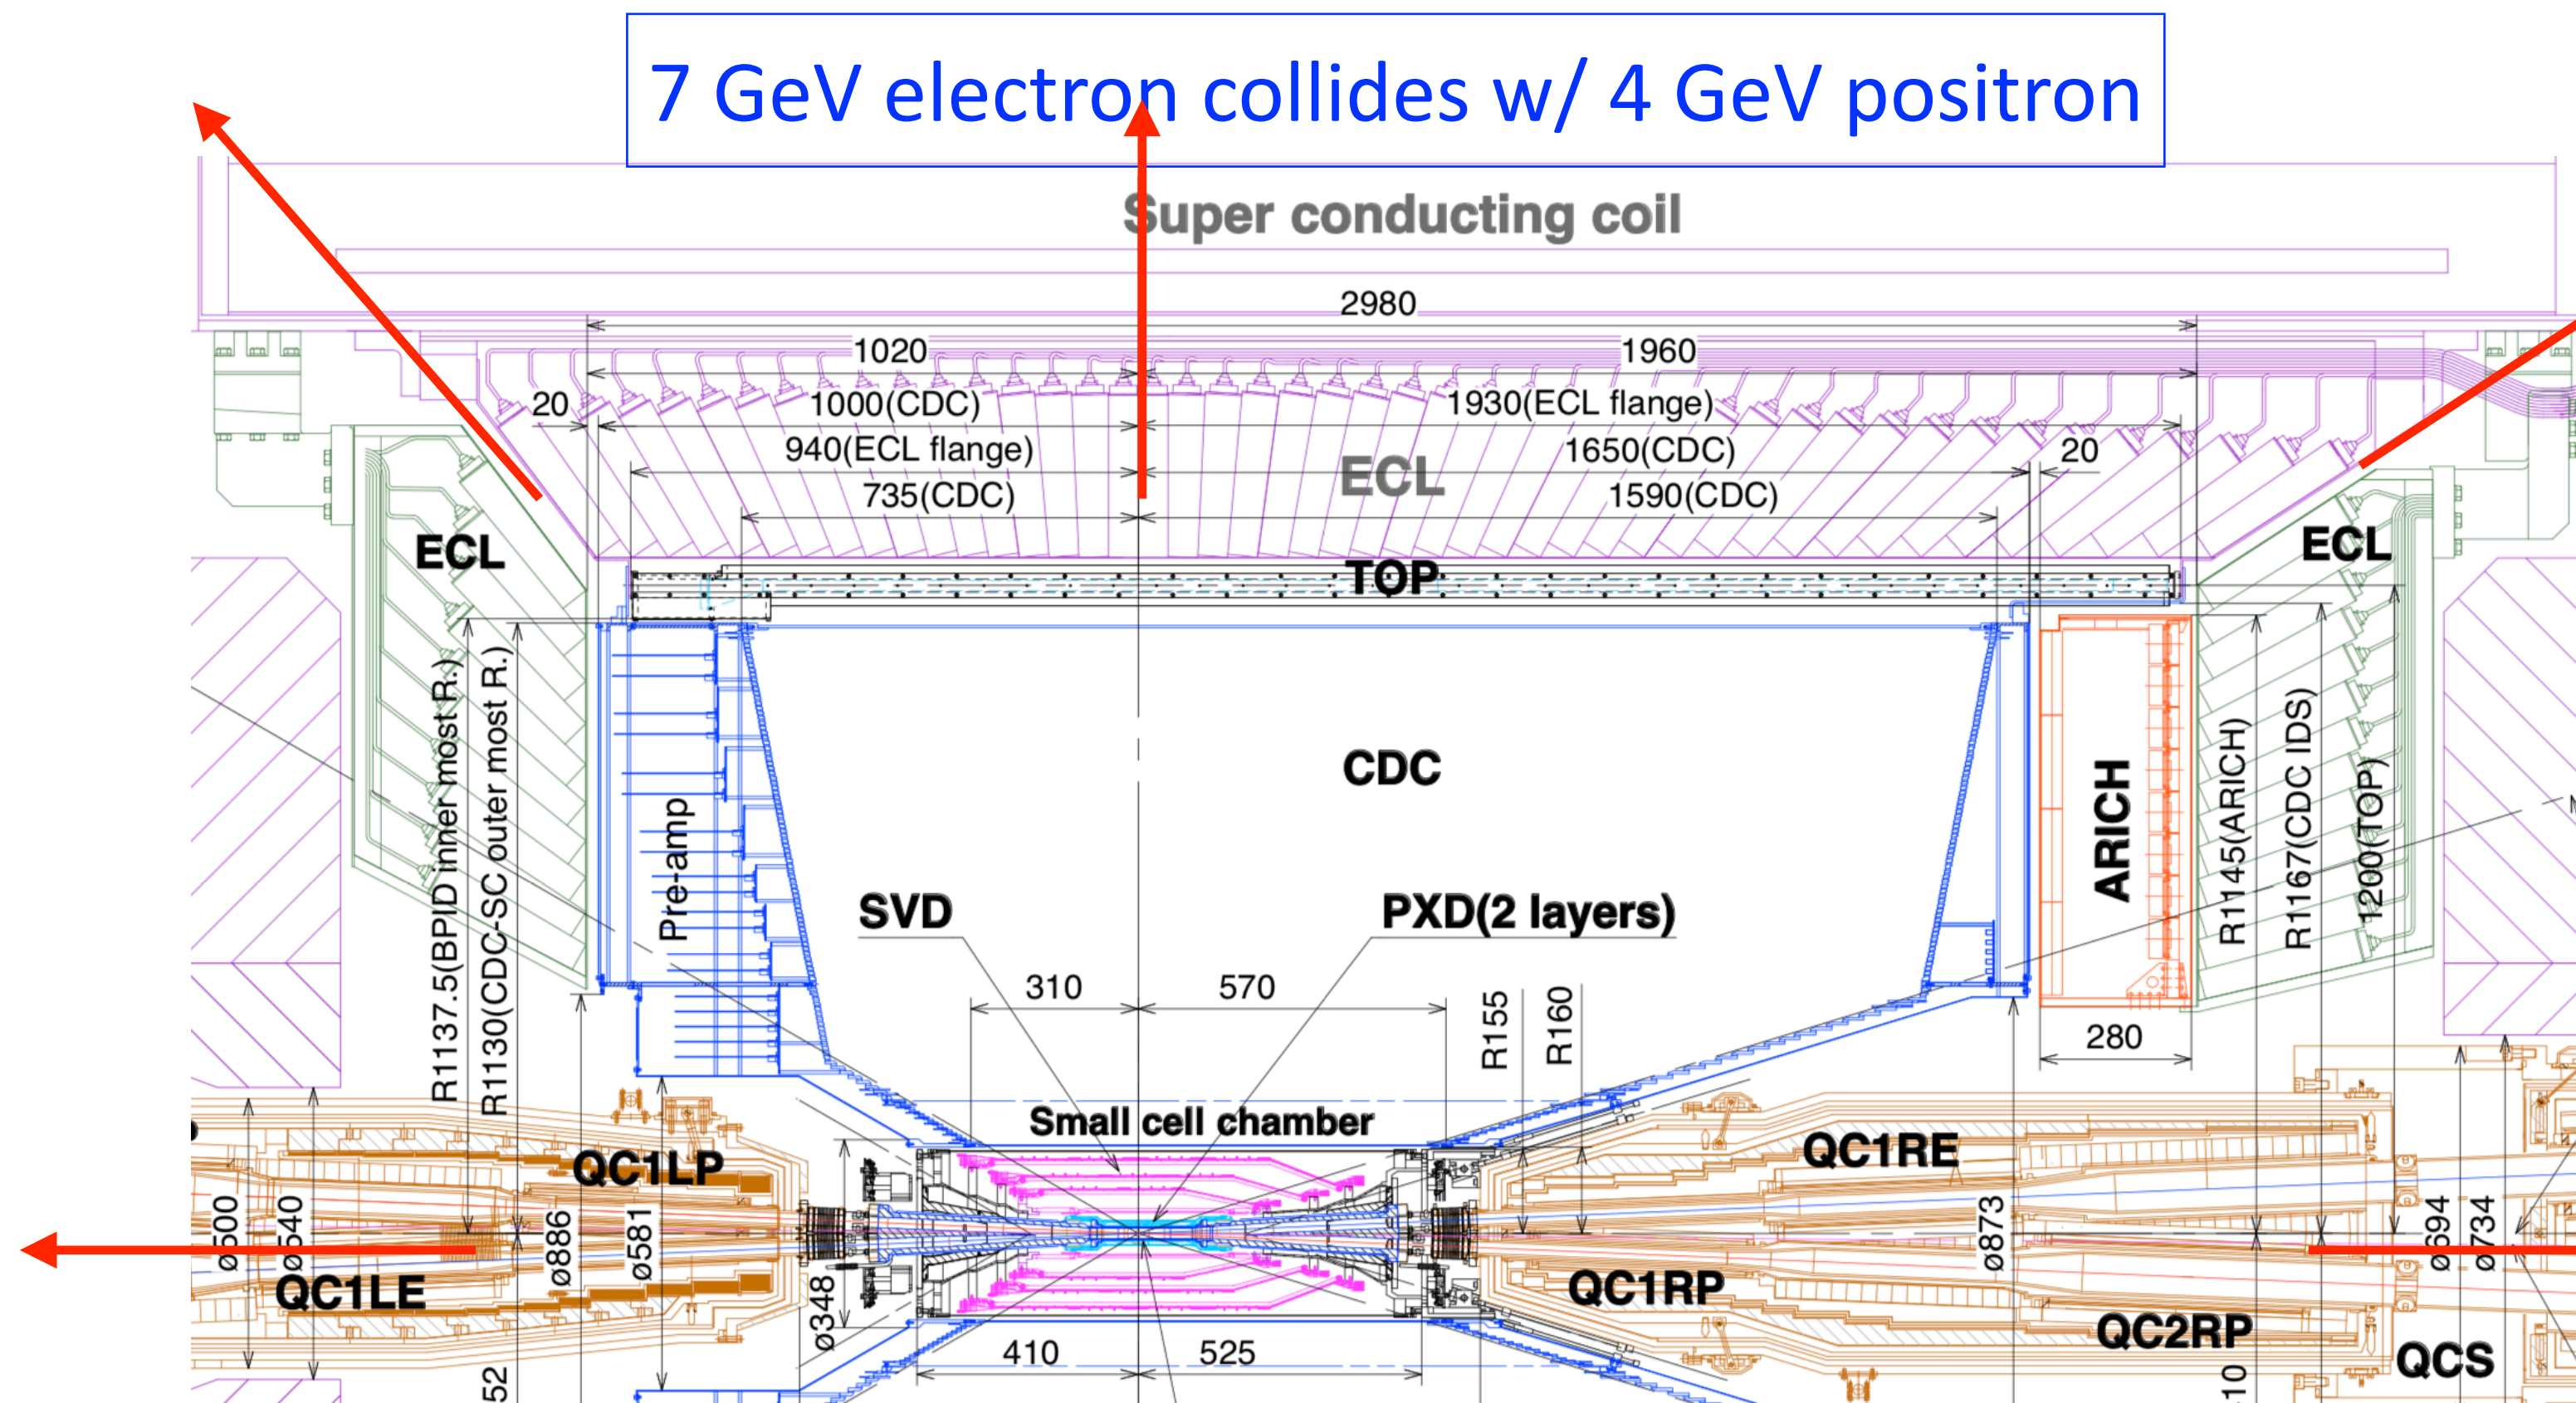 7 GeV electron collides w/ 4 GeV positron
Super conducting coil
2980
1020
1960
20
1000(CDC)
1930(ECL flange)
940(ECL flange)
ECL
1650(CDC)
20
735(CDC)
1590(CDC)
ECL
ECL
TOP
CDC
R1137.5(BPID inner most R.)
R1130(CDC-SC outer most R.)
Pre-amp
ARICH
R1145(ARICH)
R1167(CDC IDS)
1200(TOP)
SVD
PXD(2 layers)
310
570
R155
R160
280
Small cell chamber
QC1LP
QC1RE
ø500
ø540
ø886
ø581
ø348
ø873
ø694
ø734
QC1LE
QC1RP
QC2RP
QCS
410
525
52
10